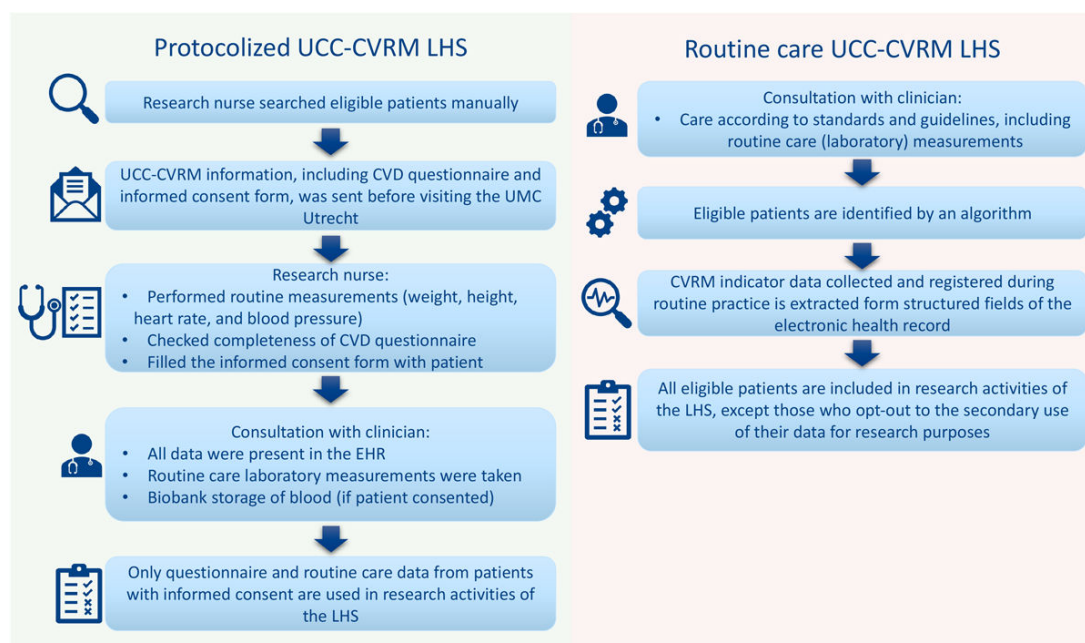 Protocolized UCC-CVRM LHS
Research nurse searched eligible patients manually
UCC-CVRM information, including CVD questionnaire and
informed consent form, was sent before visiting the UMC
Utrecht
Research nurse:
• Performed routine measurements (weight, height,
heart rate, and blood pressure)
• Checked completeness of CVD questionnaire
• Filled the informed consent form with patient
Consultation with clinician:
• All data were present in the EHR
• Routine care laboratory measurements were taken
• Biobank storage of blood (if patient consented)
Only questionnaire and routine care data from patients
with informed consent are used in research activities of
the LHS
Routine care UCC-CVRM LHS
Consultation with clinician:
• Care according to standards and guidelines, including
routine care (laboratory) measurements
Eligible patients are identified by an algorithm
CVRM indicator data collected and registered during
routine practice is extracted form structured fields of the
electronic health record
All eligible patients are included in research activities of
the LHS, except those who opt-out to the secondary use
of their data for research purposes